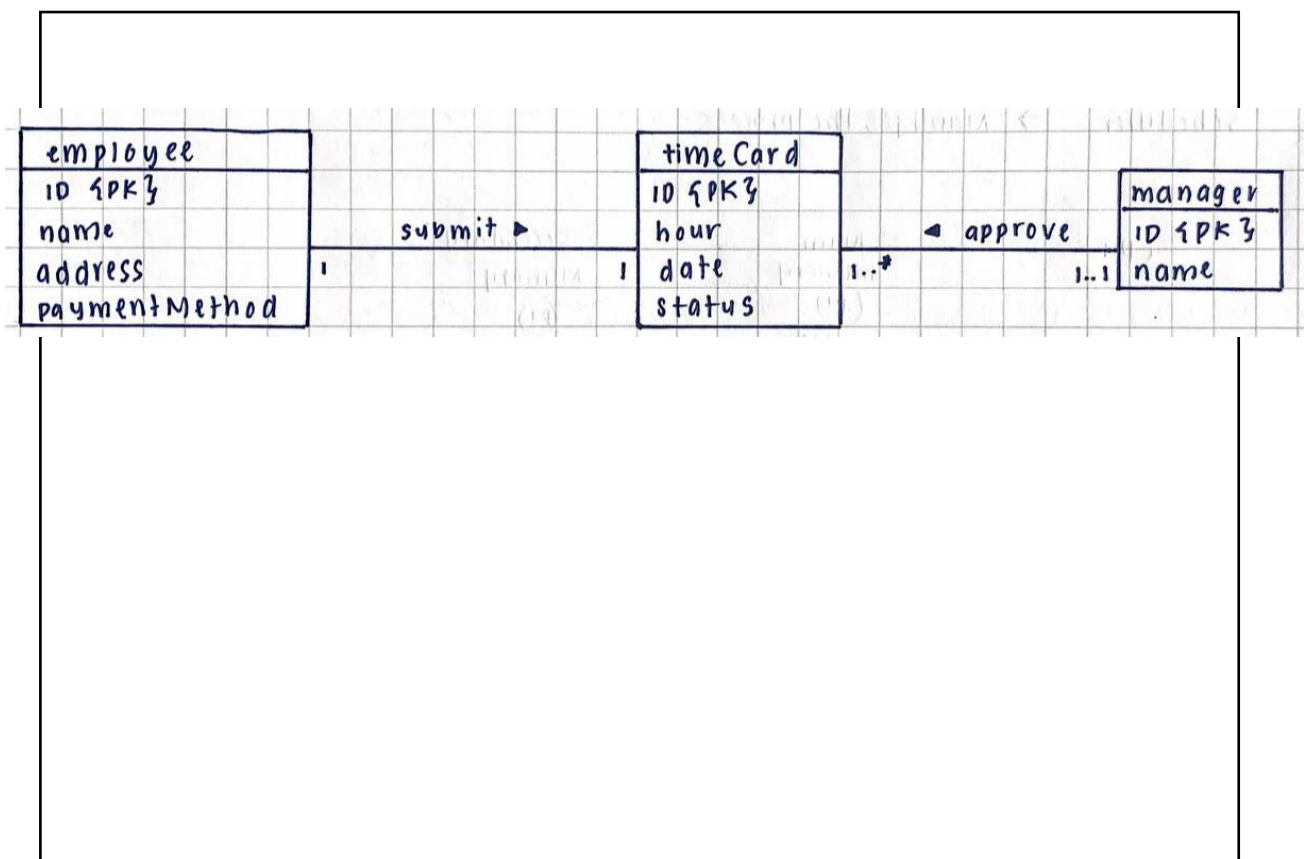 employee
ID {PK}
name
address
paymentMethod
submit ►
1
1
timeCard
ID {PK}
hour
date
status
◄ approve
1..*
1..1
manager
ID {PK}
name